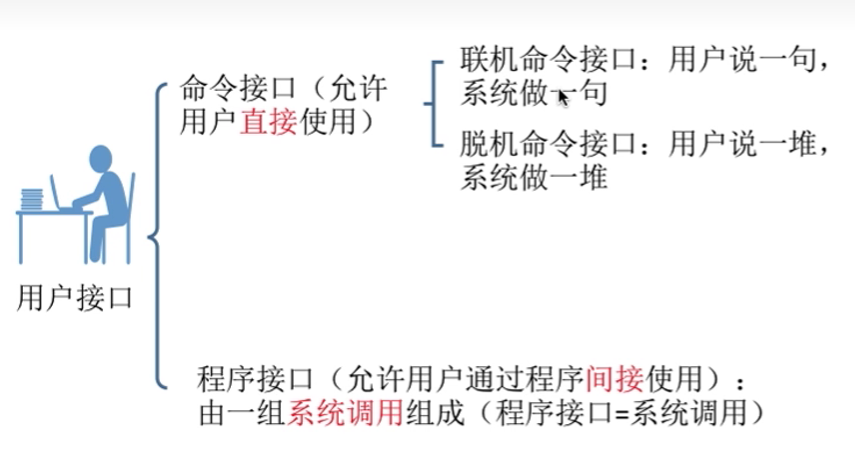 命令接口（允许
用户直接使用）
联机命令接口：用户说一句，
系统做一句
脱机命令接口：用户说一堆，
系统做一堆
用户接口
程序接口（允许用户通过程序间接使用）：
由一组系统调用组成（程序接口=系统调用）